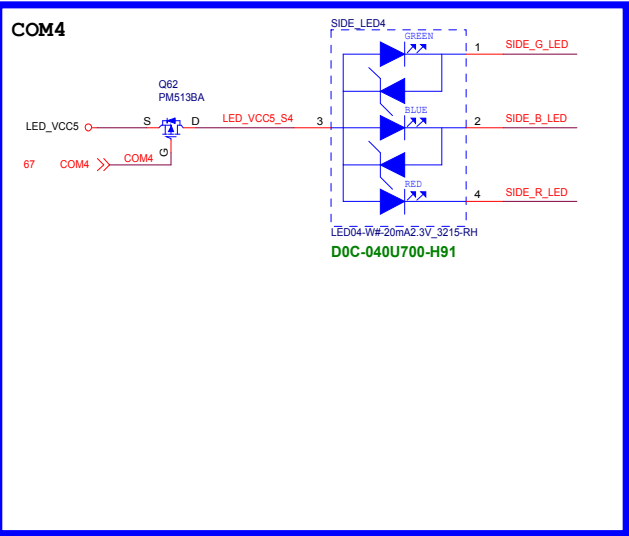 COM4
SIDE_LED4
GREEN
1
SIDE_G_LED
Q62
PM513BA
LED_VCC5
S
D
LED_VCC5_S4
3
BLUE
2
SIDE_B_LED
G
67
COM4
COM4
RED
4
SIDE_R_LED
LED04-W#-20mA2.3V_3215-RH
D0C-040U700-H91